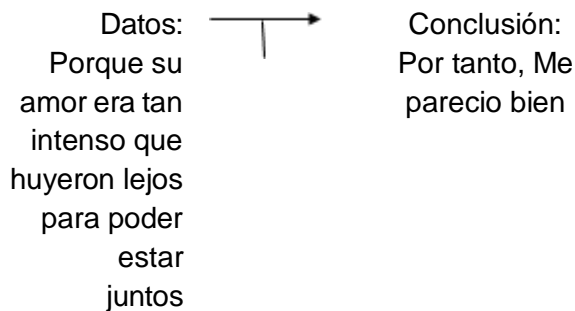 Datos:
Porque su
amor era tan
intenso que
huyeron lejos
para poder
estar
juntos
Conclusión:
Por tanto, Me
parecio bien